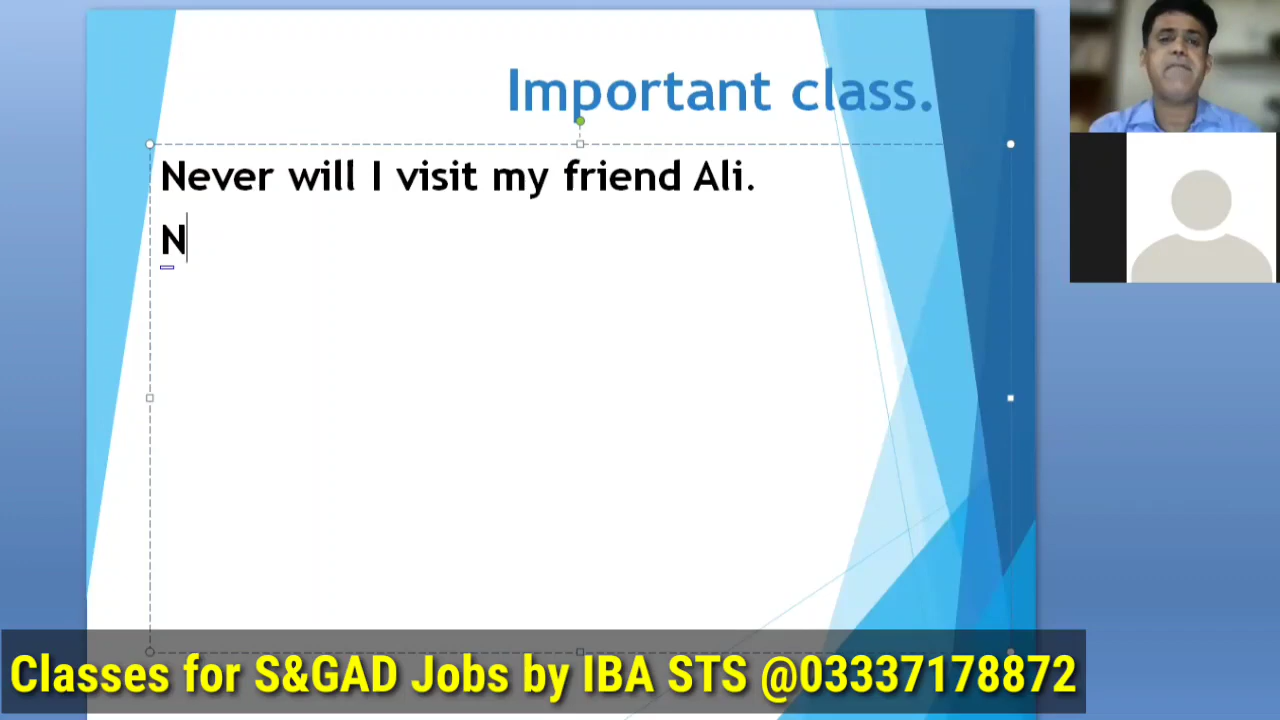 Important class.
Never will I visit my friend Ali.
N
Classes for S&GAD Jobs by IBA STS @03337178872